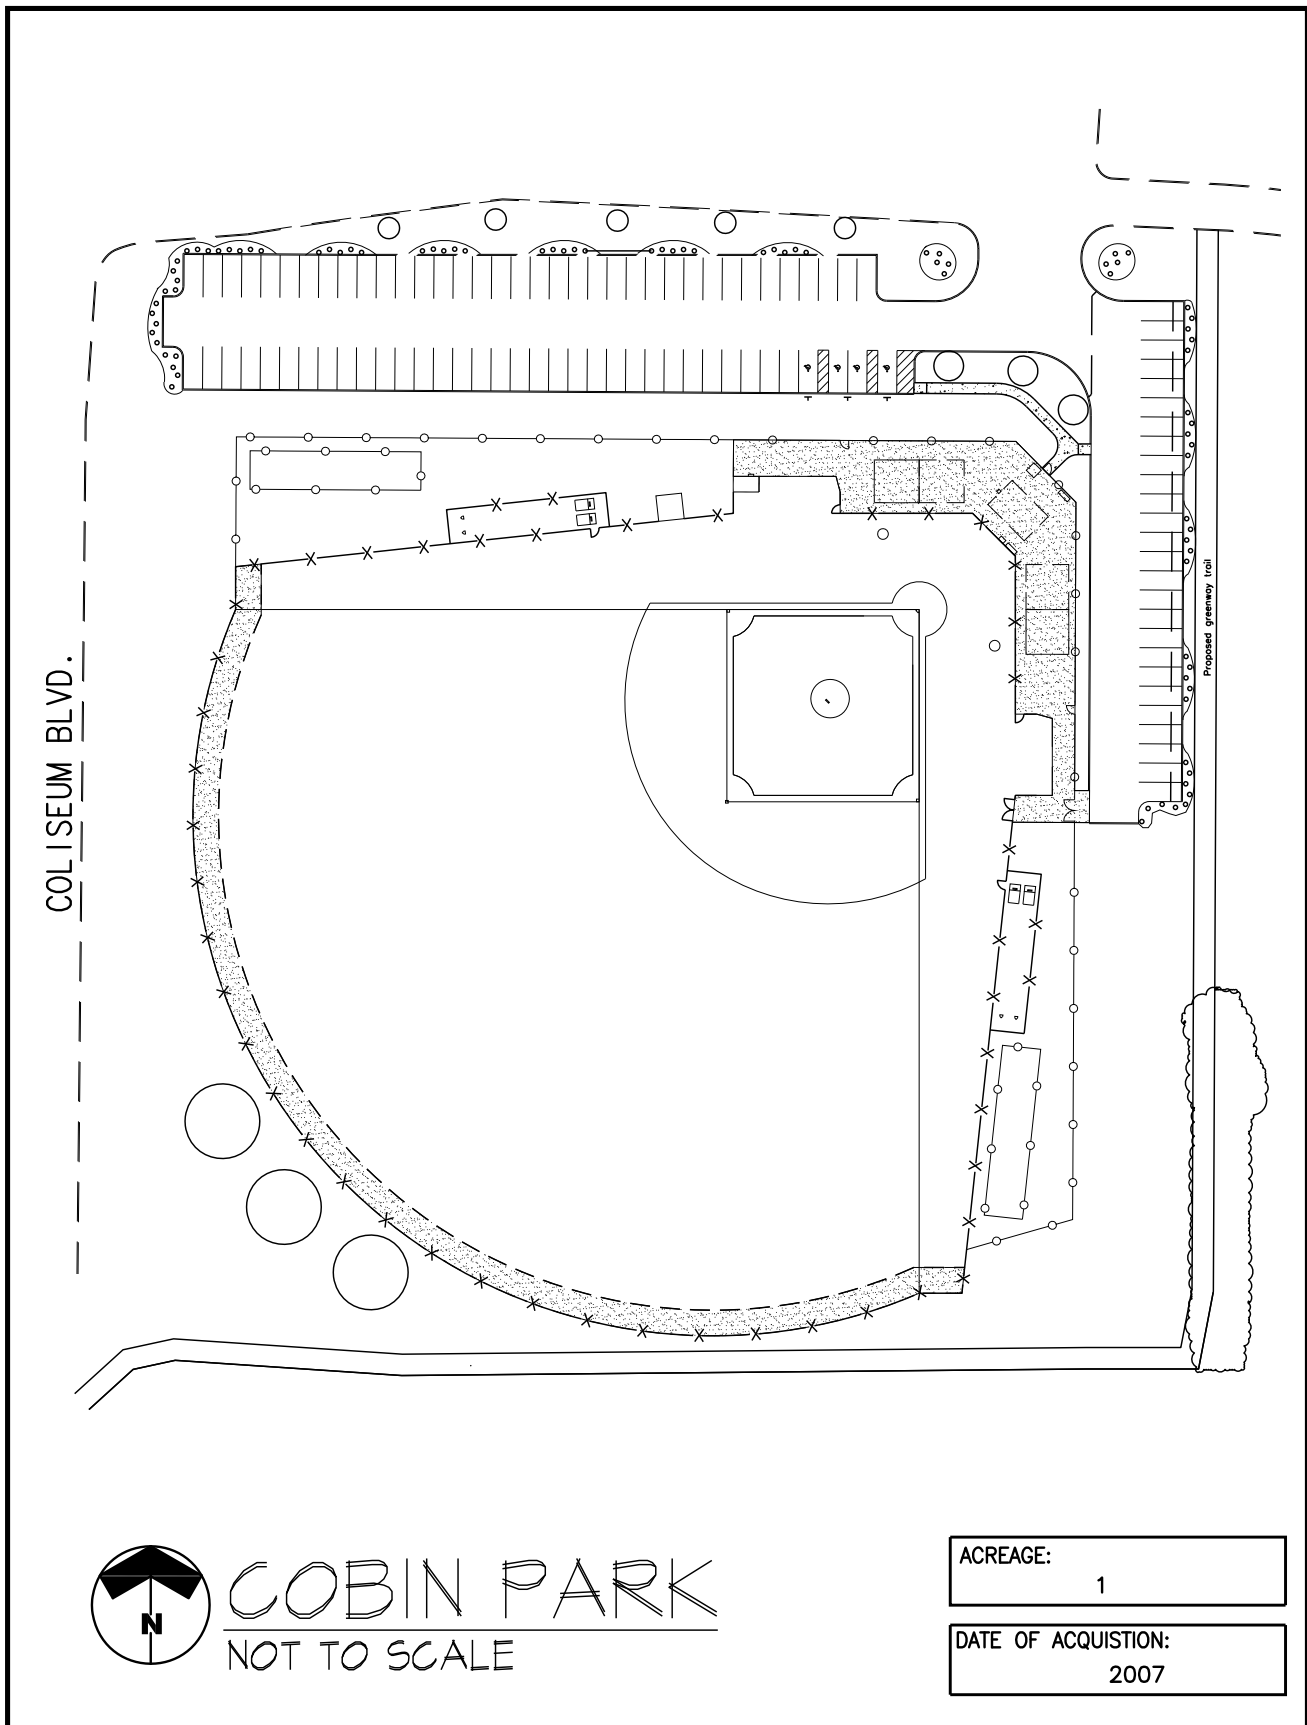 COLISEUM BLVD.
Proposed greenway trail
N
COBIN PARK
NOT TO SCALE
ACREAGE:
1
DATE OF ACQUISTION:
2007